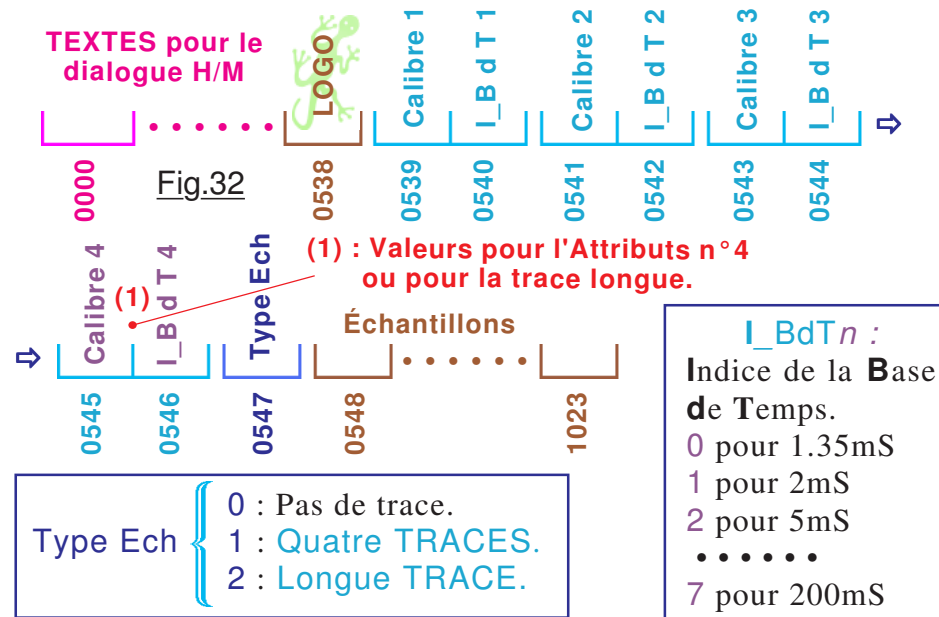 TEXTES pour le
dialogue H/M
LOGO
Calibre 1
I_B d T 1
Calibre 2
I_B d T 2
Calibre 3
I_B d T 3
0000
Fig.32
0538
0539
0540
0541
0542
0543
0544
(1) : Valeurs pour l'Attributs n°4
ou pour la trace longue.
Calibre 4
(1)
I_B d T 4
Type Ech
Échantillons
0545
0546
0547
0548
1023
Type Ech
0 : Pas de trace.
1 : Quatre TRACES.
2 : Longue TRACE.
I_BdTn :
Indice de la Base
de Temps.
0 pour 1.35mS
1 pour 2mS
2 pour 5mS
••••••
7 pour 200mS